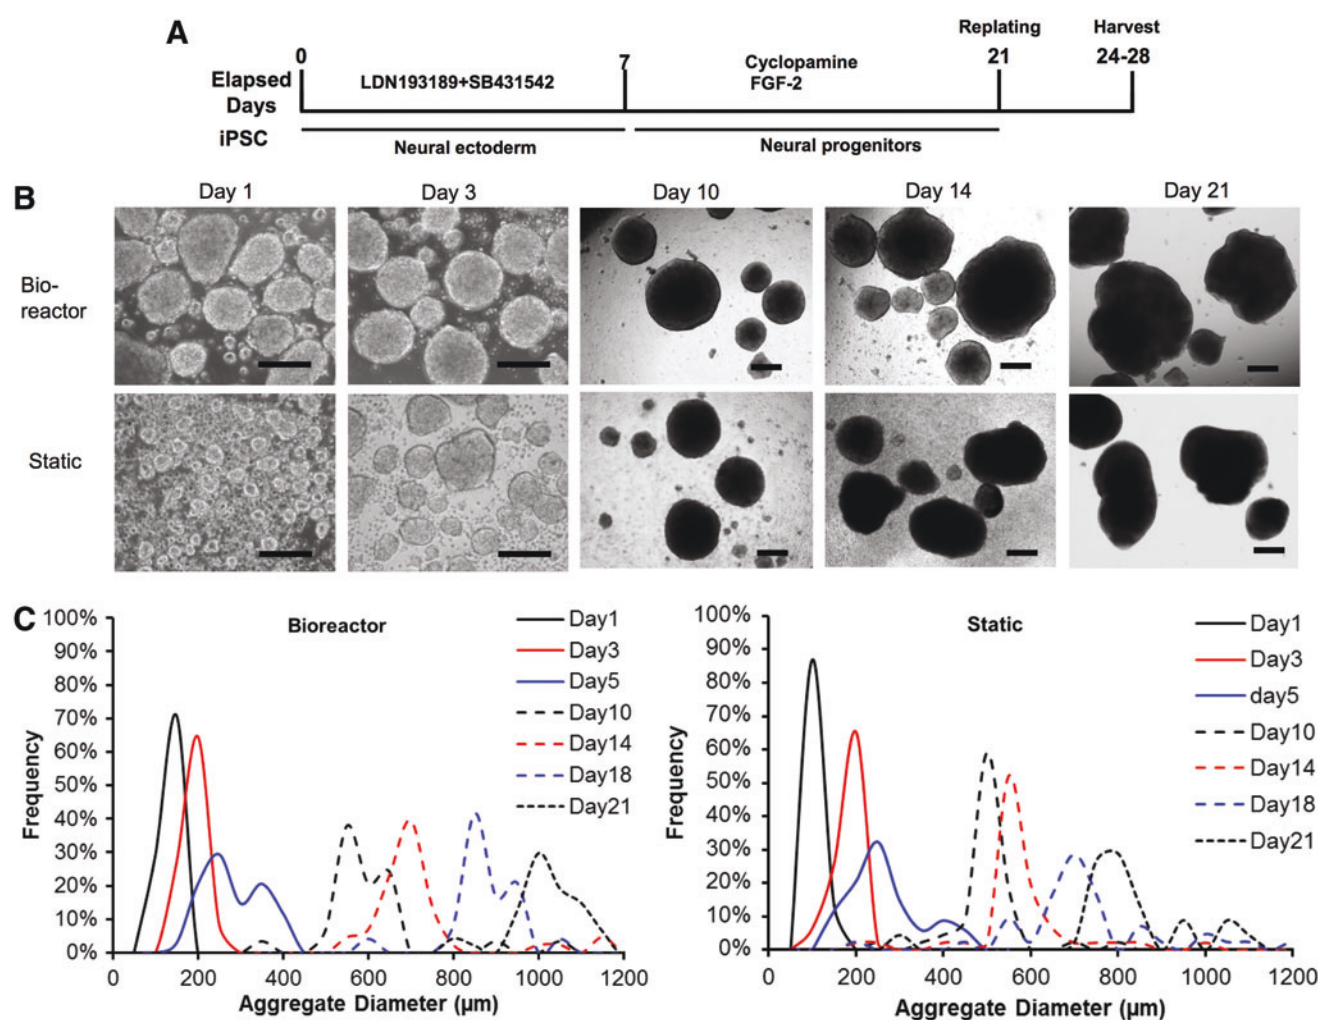 A
0
7
Replating
21
Harvest
24-28
Elapsed
Days
LDN193189+SB431542
Cyclopamine
FGF-2
iPSC
Neural ectoderm
Neural progenitors
B
Day 1
Day 3
Day 10
Day 14
Day 21
Bio-
reactor
Static
C
Bioreactor
100%
90%
80%
70%
60%
50%
40%
30%
20%
10%
0%
Frequency
0
200
400
600
800
1000
1200
Aggregate Diameter (µm)
Day1
Day3
Day5
Day10
Day14
Day18
Day21
Static
100%
90%
80%
70%
60%
50%
40%
30%
20%
10%
0%
Frequency
0
200
400
600
800
1000
1200
Aggregate Diameter (µm)
Day1
Day3
day5
Day10
Day14
Day18
Day21